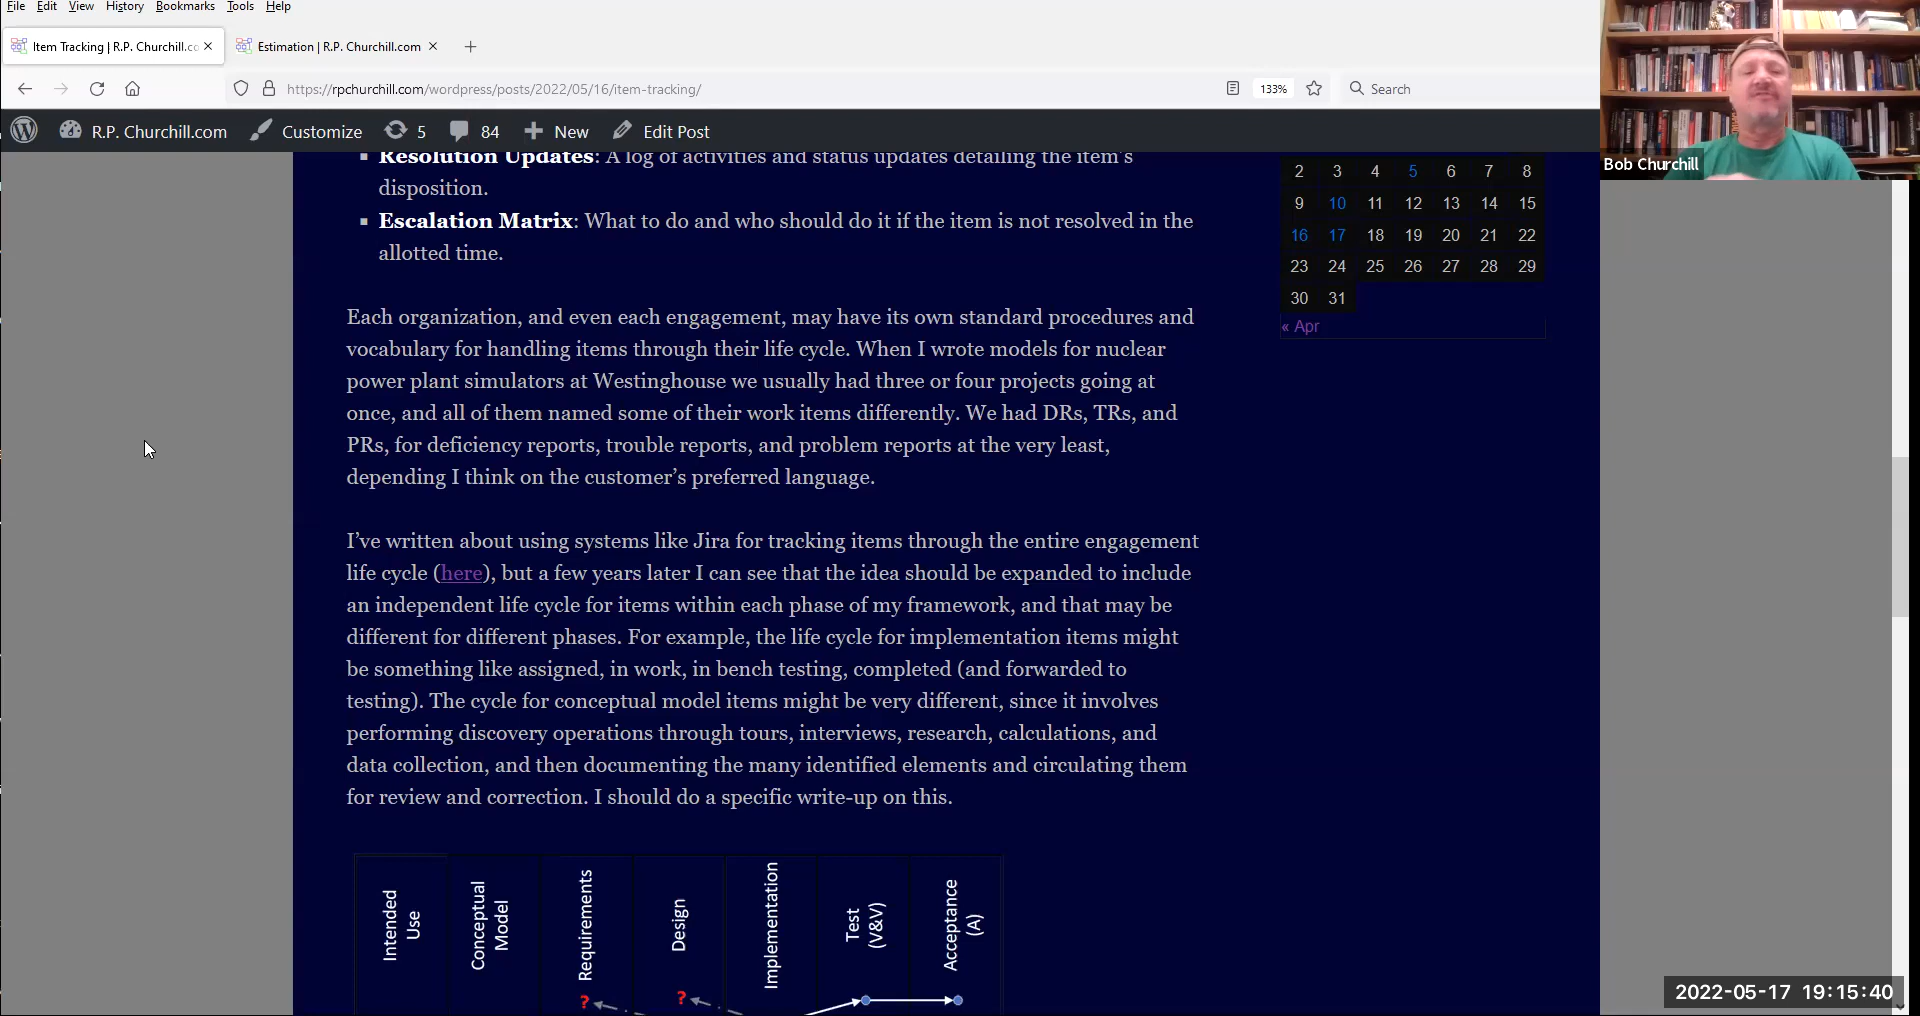 File Edit View History Bookmarks Tools Help
Item Tracking | R.P. Churchill.co
Estimation | R.P. Churchill.com
https://rpchurchill.com/wordpress/posts/2022/05/16/item-tracking/
133%
Search
R.P. Churchill.com Customize 5 84 New Edit Post
Bob Churchill
Resolution Updates: A log of activities and status updates detailing the item's
disposition.
Escalation Matrix: What to do and who should do it if the item is not resolved in the
allotted time.
Each organization, and even each engagement, may have its own standard procedures and
vocabulary for handling items through their life cycle. When I wrote models for nuclear
power plant simulators at Westinghouse we usually had three or four projects going at
once, and all of them named some of their work items differently. We had DRs, TRs, and
PRs, for deficiency reports, trouble reports, and problem reports at the very least,
depending I think on the customer’s preferred language.
I’ve written about using systems like Jira for tracking items through the entire engagement
life cycle (here), but a few years later I can see that the idea should be expanded to include
an independent life cycle for items within each phase of my framework, and that may be
different for different phases. For example, the life cycle for implementation items might
be something like assigned, in work, in bench testing, completed (and forwarded to
testing). The cycle for conceptual model items might be very different, since it involves
performing discovery operations through tours, interviews, research, calculations, and
data collection, and then documenting the many identified elements and circulating them
for review and correction. I should do a specific write-up on this.
2 3 4 5 6 7 8
9 10 11 12 13 14 15
16 17 18 19 20 21 22
23 24 25 26 27 28 29
30 31
« Apr
Intended
Use
Conceptual
Model
Requirements
Design
Implementation
Test
(V&V)
Acceptance
(A)
? ?
2022-05-17 19:15:40